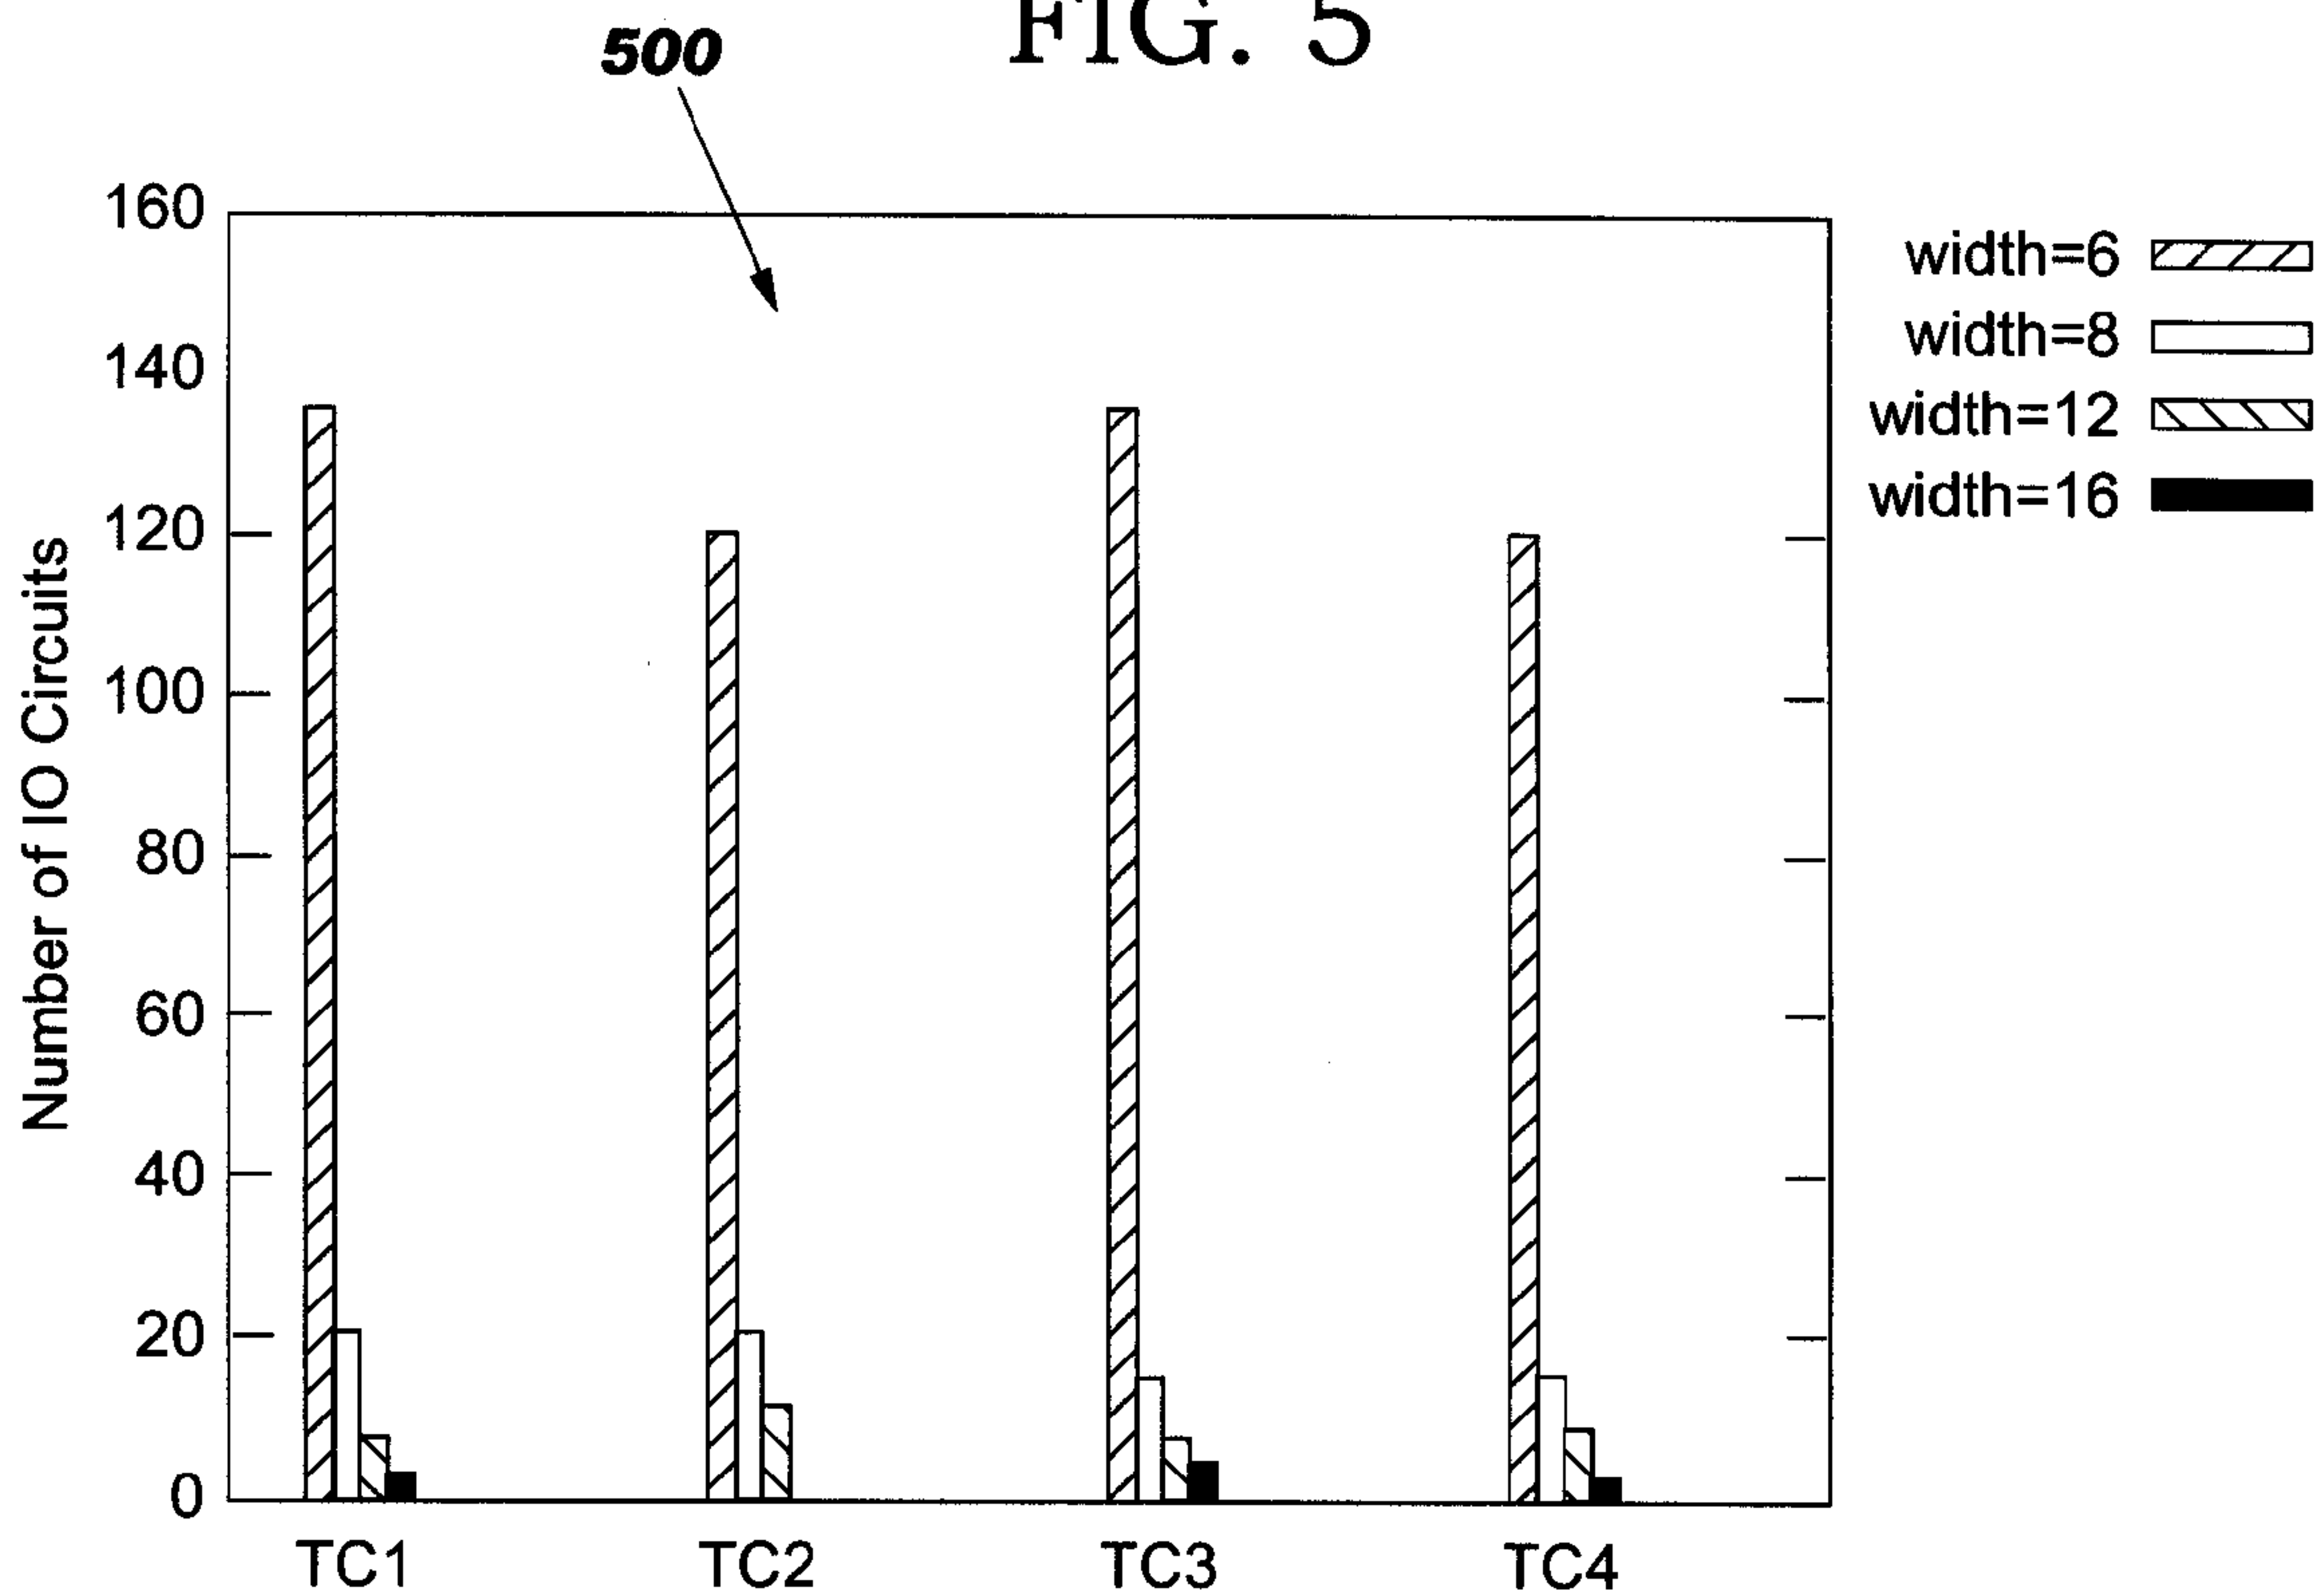 FIG. 5
500
160
140
120
100
80
60
40
20
0
Number of IO Circuits
TC1
TC2
TC3
TC4
width=6
width=8
width=12
width=16